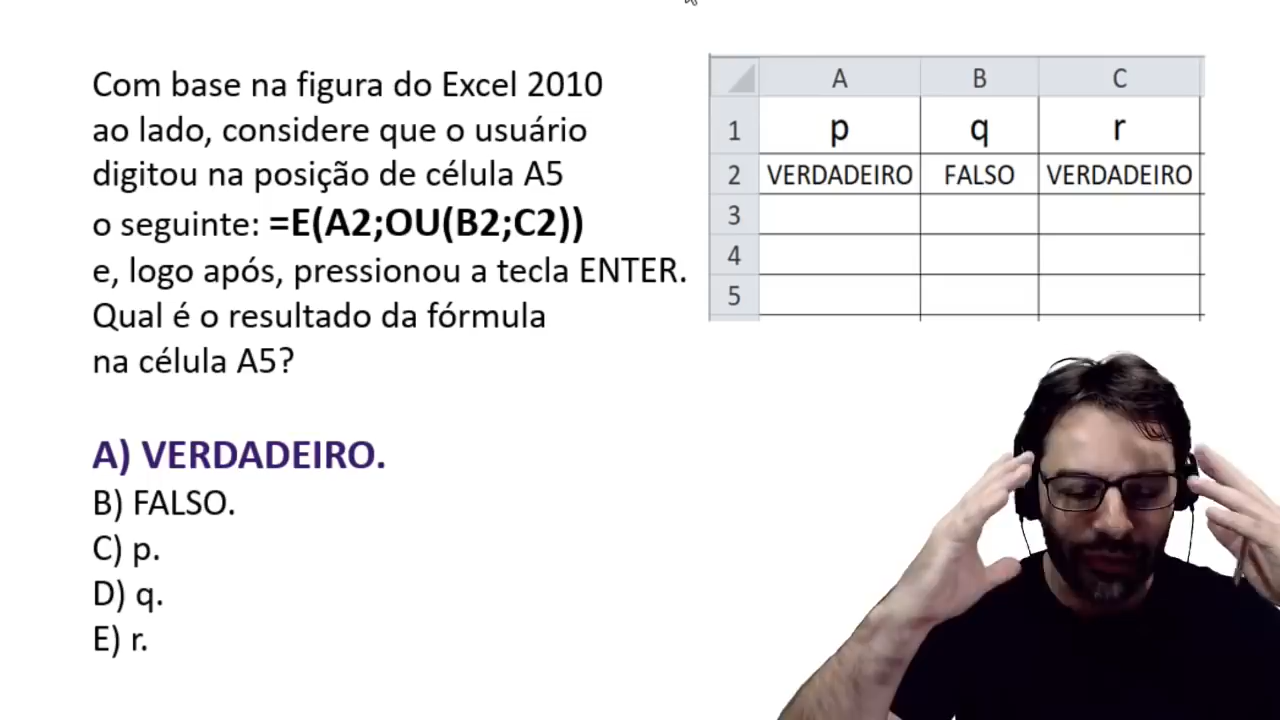 Com base na figura do Excel 2010
ao lado, considere que o usuário
digitou na posição de célula A5
o seguinte: =E(A2;OU(B2;C2))
e, logo após, pressionou a tecla ENTER.
Qual é o resultado da fórmula
na célula A5?
A) VERDADEIRO.
B) FALSO.
C) p.
D) q.
E) r.
A B C
1 p q r
2 VERDADEIRO FALSO VERDADEIRO
3
4
5